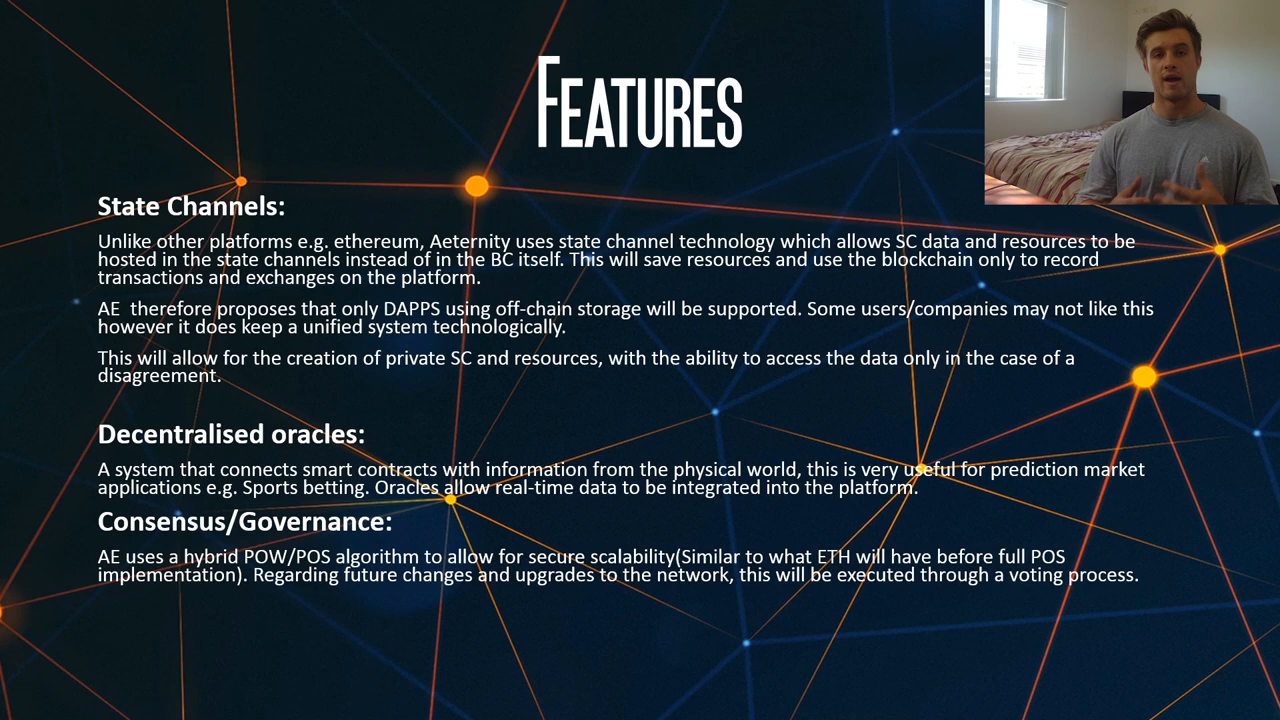 Features
State Channels:
Unlike other platforms e.g. ethereum, Aeternity uses state channel technology which allows SC data and resources to be
hosted in the state channels instead of in the BC itself. This will save resources and use the blockchain only to record
transactions and exchanges on the platform.
AE  therefore proposes that only DAPPS using off-chain storage will be supported. Some users/companies may not like this
however it does keep a unified system technologically.
This will allow for the creation of private SC and resources, with the ability to access the data only in the case of a
disagreement.
Decentralised oracles:
A system that connects smart contracts with information from the physical world, this is very useful for prediction market
applications e.g. Sports betting. Oracles allow real-time data to be integrated into the platform.
Consensus/Governance:
AE uses a hybrid POW/POS algorithm to allow for secure scalability(Similar to what ETH will have before full POS
implementation). Regarding future changes and upgrades to the network, this will be executed through a voting process.